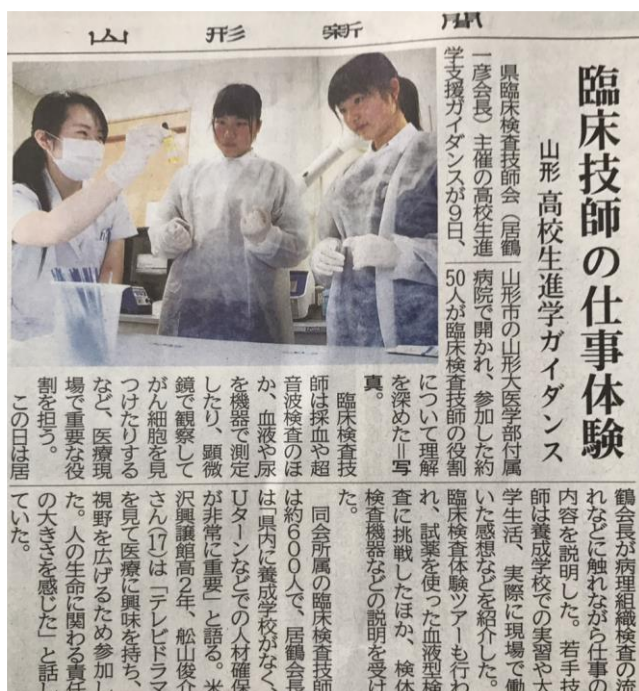 山形新聞
臨床技師の仕事体験
山形 高校生進学ガイダンス
県臨床検査技師会(居鶴
一彦会長)主催の高校生進
学支援ガイダンスが9日、
山形市の山形大医学部付属
病院で開かれ、参加した約
50人が臨床検査技師の役割
について理解
を深めた=写
真。
臨床検査技
師は採血や超
音波検査のほ
か、血液や尿
を機器で測定
したり、顕微
鏡で観察して
がん細胞を見
つけたりする
など、医療現
場で重要な役
割を担う。
この日は居
鶴会長が病理組織検査の流
れなどに触れながら仕事の
内容を説明した。若手技
師は養成学校での実習や大
学生活、実際に現場で働
いた感想などを紹介した。
臨床検査体験ツアーも行わ
れ、試薬を使った血液型検
査に挑戦したほか、検体
検査機器などの説明を受け
た。
同会所属の臨床検査技師
は約600人で、居鶴会長
は「県内に養成学校がなく、
Uターンなどでの人材確保
が非常に重要」と語る。米
沢興譲館高2年、舩山俊介
さん(17)は「テレビドラマ
を見て医療に興味を持ち、
視野を広げるため参加し
た。人の生命に関わる責任
の大きさを感じた」と話し
ていた。